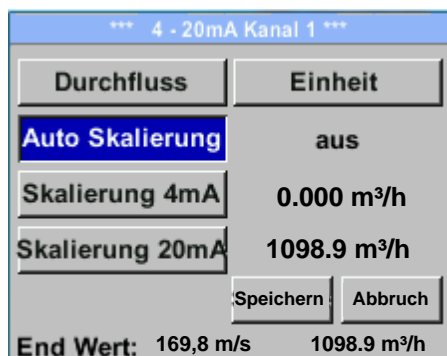 *** 4 - 20mA Kanal 1 ***
Durchfluss Einheit
Auto Skalierung aus
Skalierung 4mA 0.000 m³/h
Skalierung 20mA 1098.9 m³/h
Speichern Abbruch
End Wert: 169,8 m/s 1098.9 m³/h